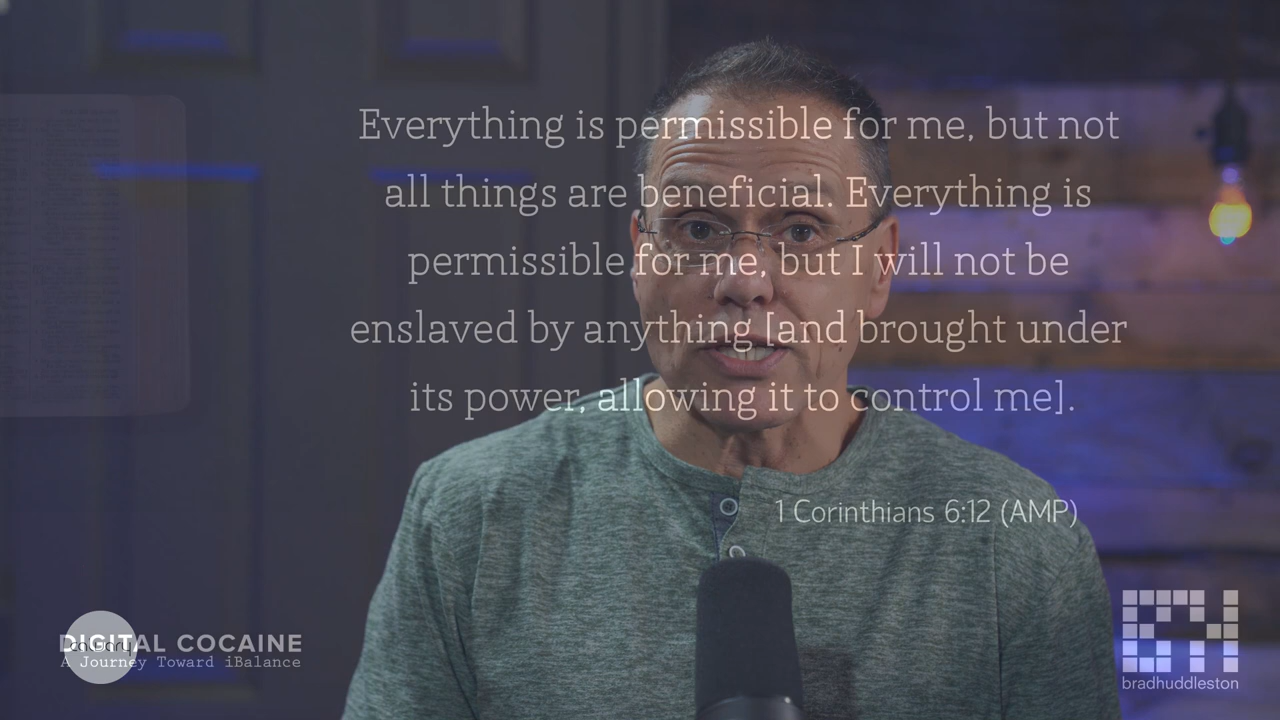 Everything is permissible for me, but not
all things are beneficial. Everything is
permissible for me, but I will not be
enslaved by anything [and brought under
its power, allowing it to control me].
1 Corinthians 6:12 (AMP)
DIGITAL COCAINE
A Journey Toward iBalance
calvary
bradhuddleston